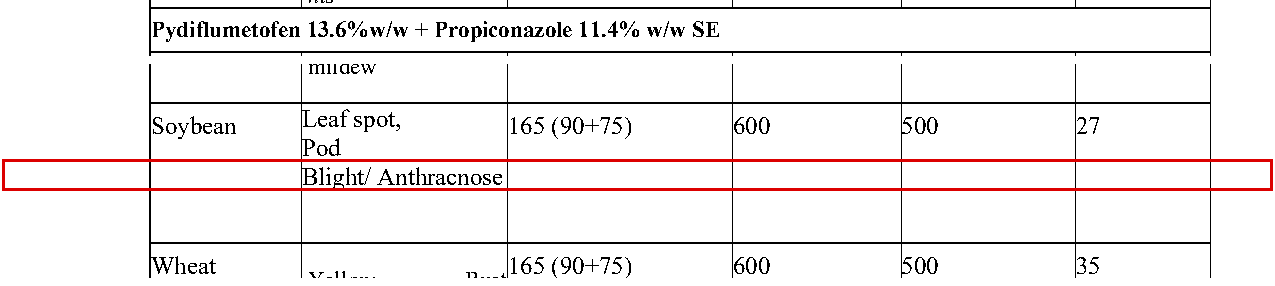 Pydiflumetofen 13.6%w/w + Propiconazole 11.4% w/w SE
mildew
Soybean Leaf spot, 165 (90+75) 600 500 27
Pod
Blight/ Anthracnose
Wheat 165 (90+75) 600 500 35